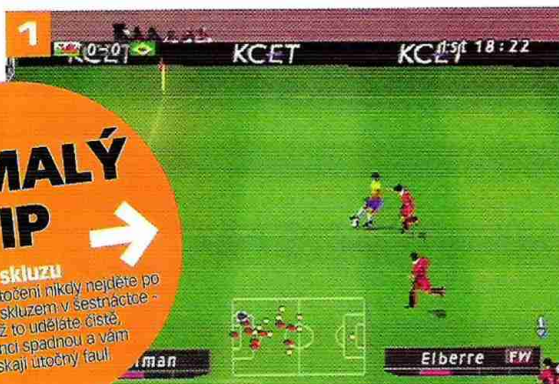 1
0-0
KCET
KCET
KCET
1st 18:22
MALÝ
IP
skluzu
točení nikdy nejděte po
skluzem v šestnáctce -
ž to uděláte čistě,
nci spadnou a vám
skají útočný faul.
man
Elberre FW